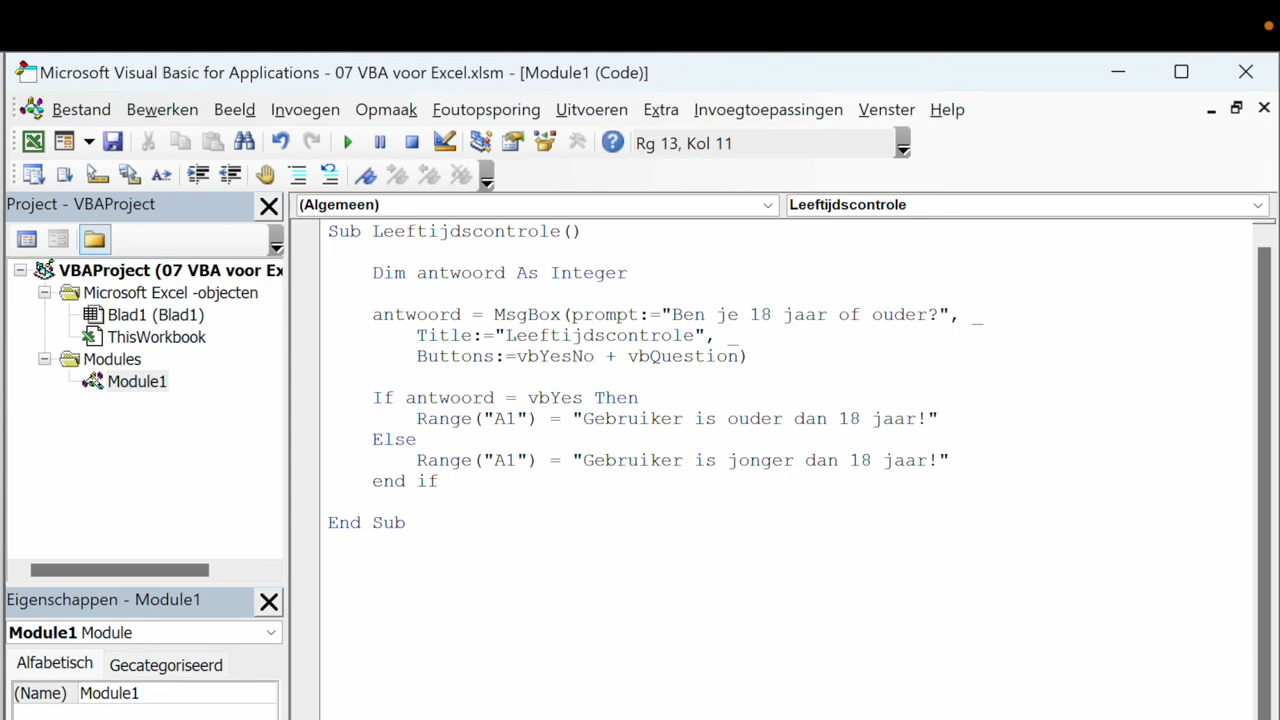 Microsoft Visual Basic for Applications - 07 VBA voor Excel.xlsm - [Module1 (Code)]
Bestand Bewerken Beeld Invoegen Opmaak Foutopsporing Uitvoeren Extra Invoegtoepassingen Venster Help
Rg 13, Kol 11
Project - VBAProject
(Algemeen)
Leeftijdscontrole
VBAProject (07 VBA voor Ex
Microsoft Excel -objecten
Blad1 (Blad1)
ThisWorkbook
Modules
Module1
Sub Leeftijdscontrole()
Dim antwoord As Integer
antwoord = MsgBox(prompt:="Ben je 18 jaar of ouder?", _
Title:="Leeftijdscontrole", _
Buttons:=vbYesNo + vbQuestion)
If antwoord = vbYes Then
Range("A1") = "Gebruiker is ouder dan 18 jaar!"
Else
Range("A1") = "Gebruiker is jonger dan 18 jaar!"
end if
End Sub
Eigenschappen - Module1
Module1 Module
Alfabetisch Gecategoriseerd
(Name) Module1